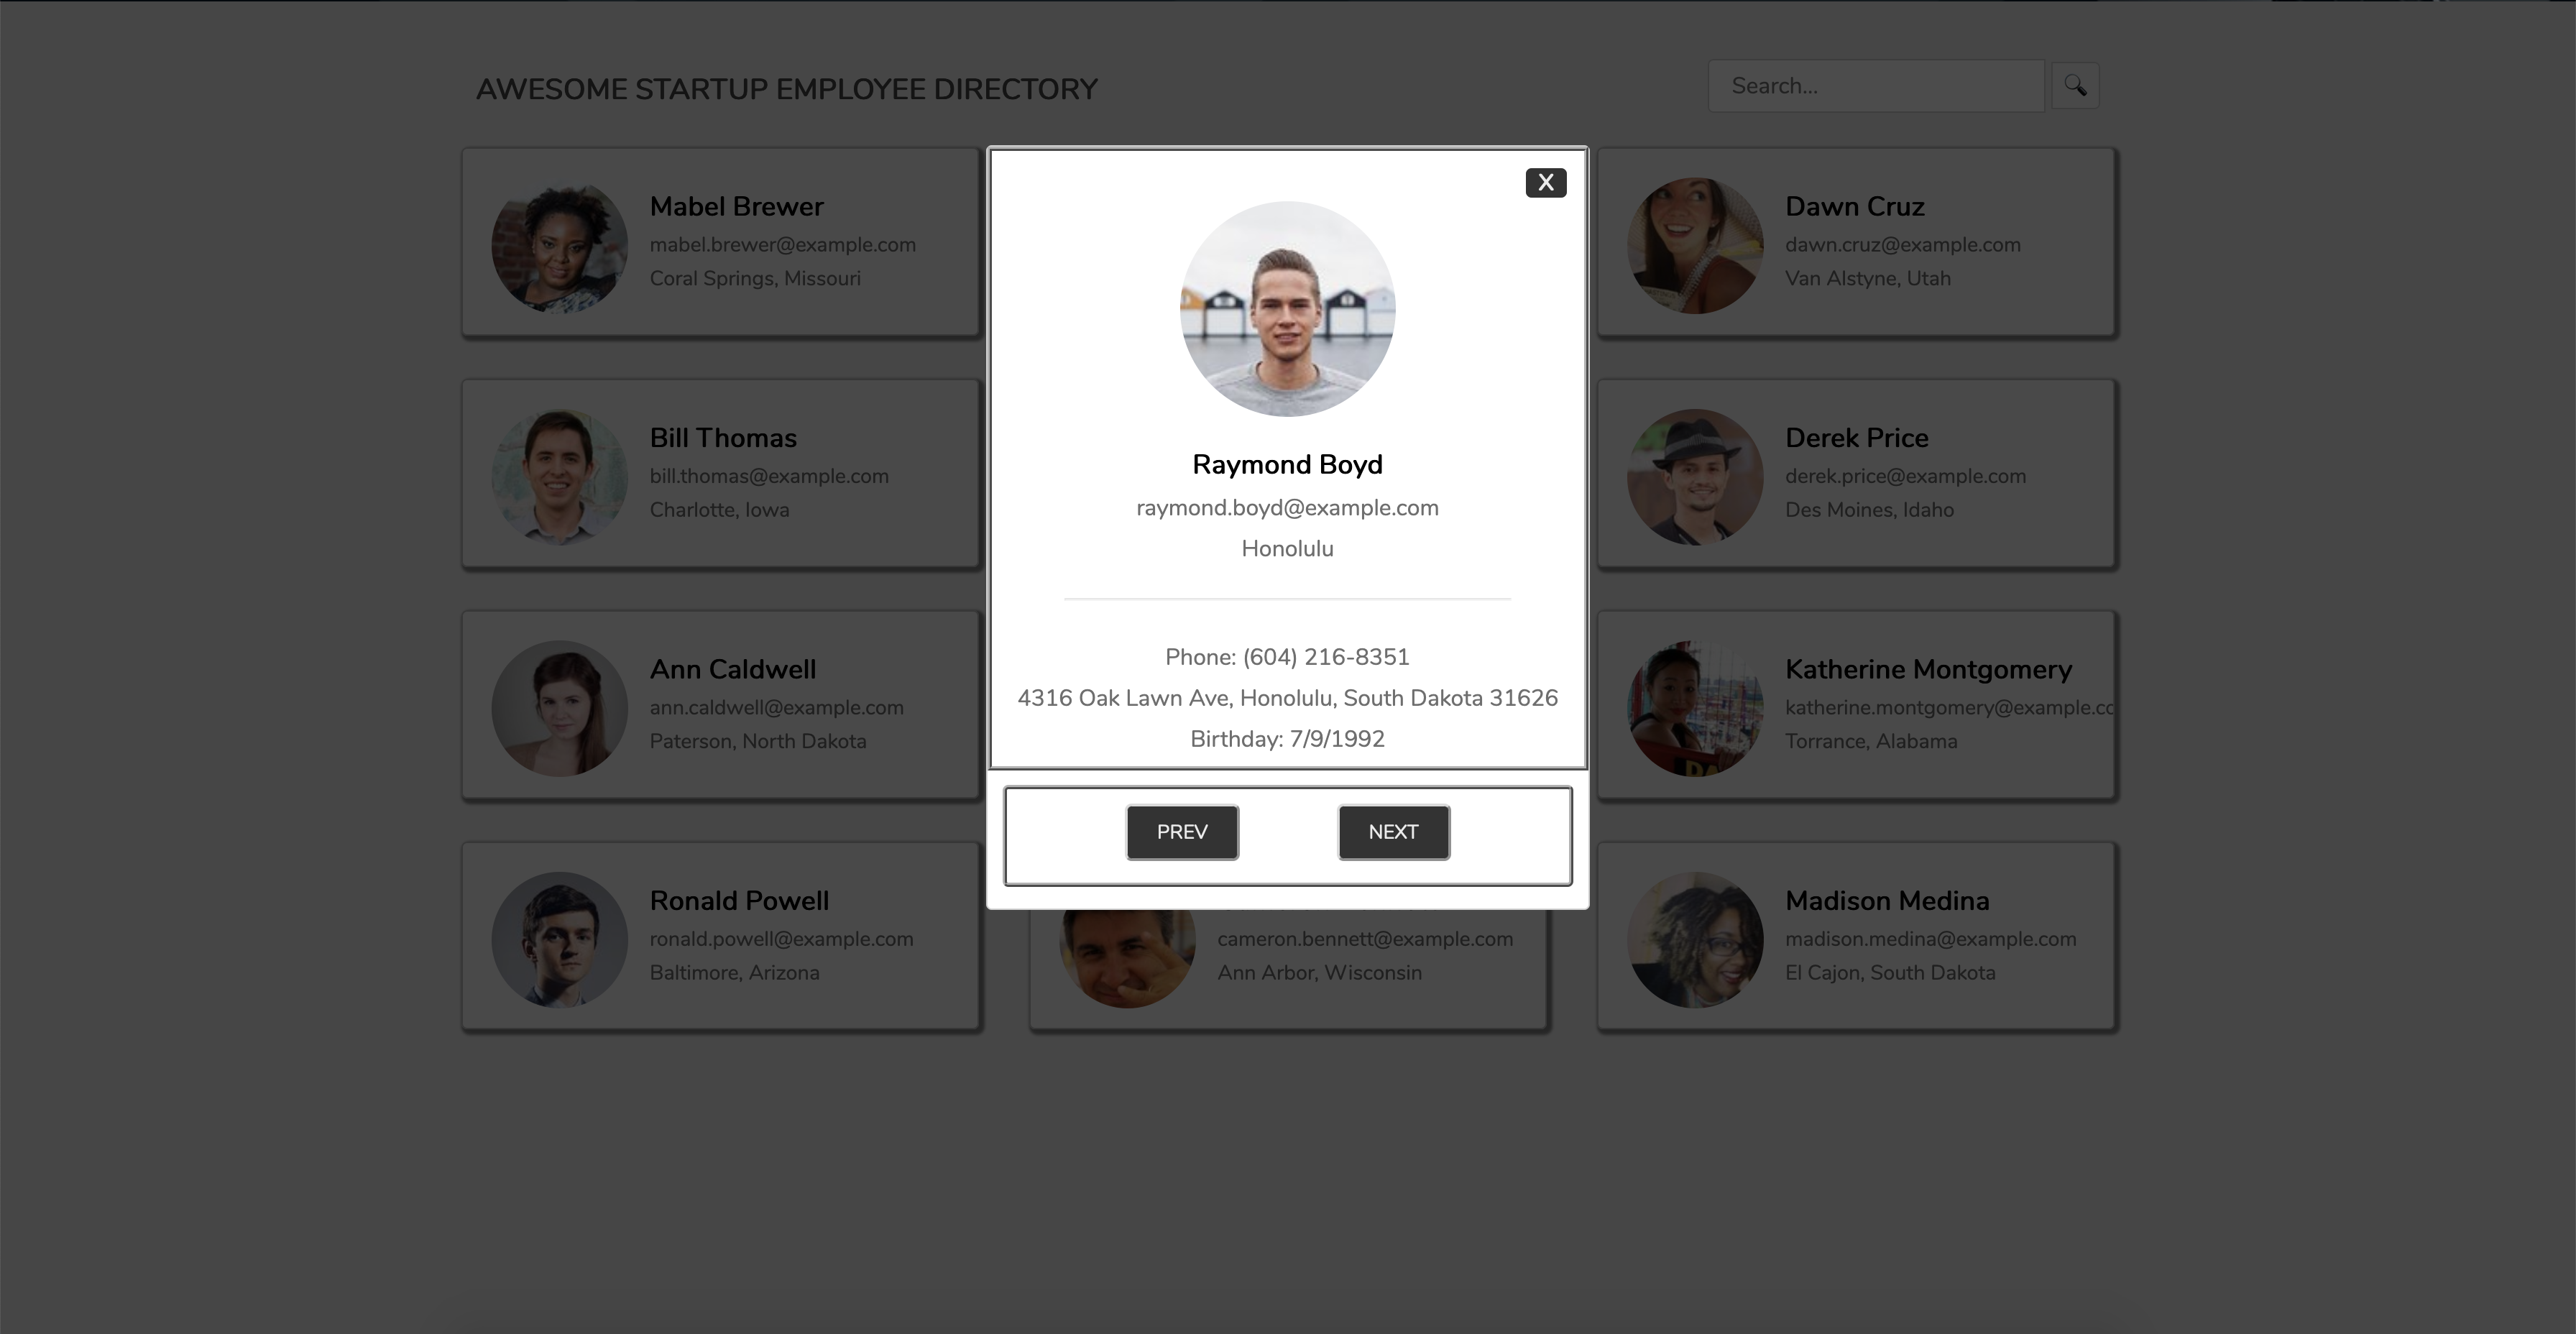 AWESOME STARTUP EMPLOYEE DIRECTORY
Search...
Mabel Brewer
mabel.brewer@example.com
Coral Springs, Missouri
X
Raymond Boyd
raymond.boyd@example.com
Honolulu
Phone: (604) 216-8351
4316 Oak Lawn Ave, Honolulu, South Dakota 31626
Birthday: 7/9/1992
PREV
NEXT
Dawn Cruz
dawn.cruz@example.com
Van Alstyne, Utah
Bill Thomas
bill.thomas@example.com
Charlotte, Iowa
Derek Price
derek.price@example.com
Des Moines, Idaho
Ann Caldwell
ann.caldwell@example.com
Paterson, North Dakota
Katherine Montgomery
katherine.montgomery@example.co
Torrance, Alabama
Ronald Powell
ronald.powell@example.com
Baltimore, Arizona
cameron.bennett@example.com
Ann Arbor, Wisconsin
Madison Medina
madison.medina@example.com
El Cajon, South Dakota